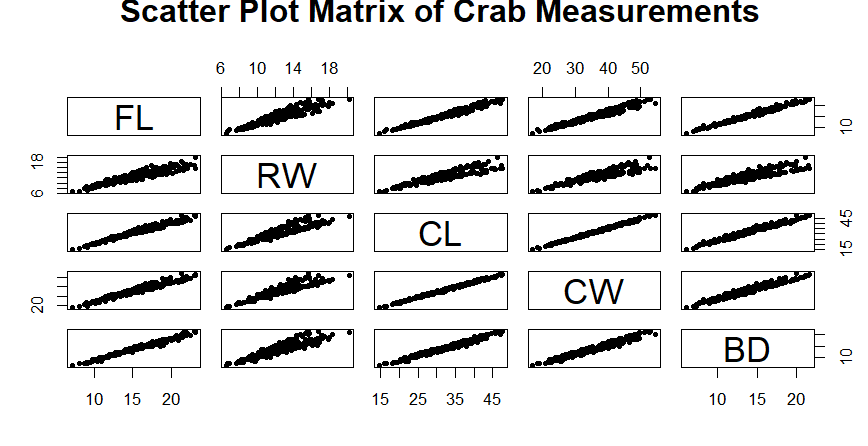 Scatter Plot Matrix of Crab Measurements
6 10 14 18
20 30 40 50
FL
10
18
6
RW
CL
45
15
20
CW
BD
10
10 15 20
15 25 35 45
10 15 20